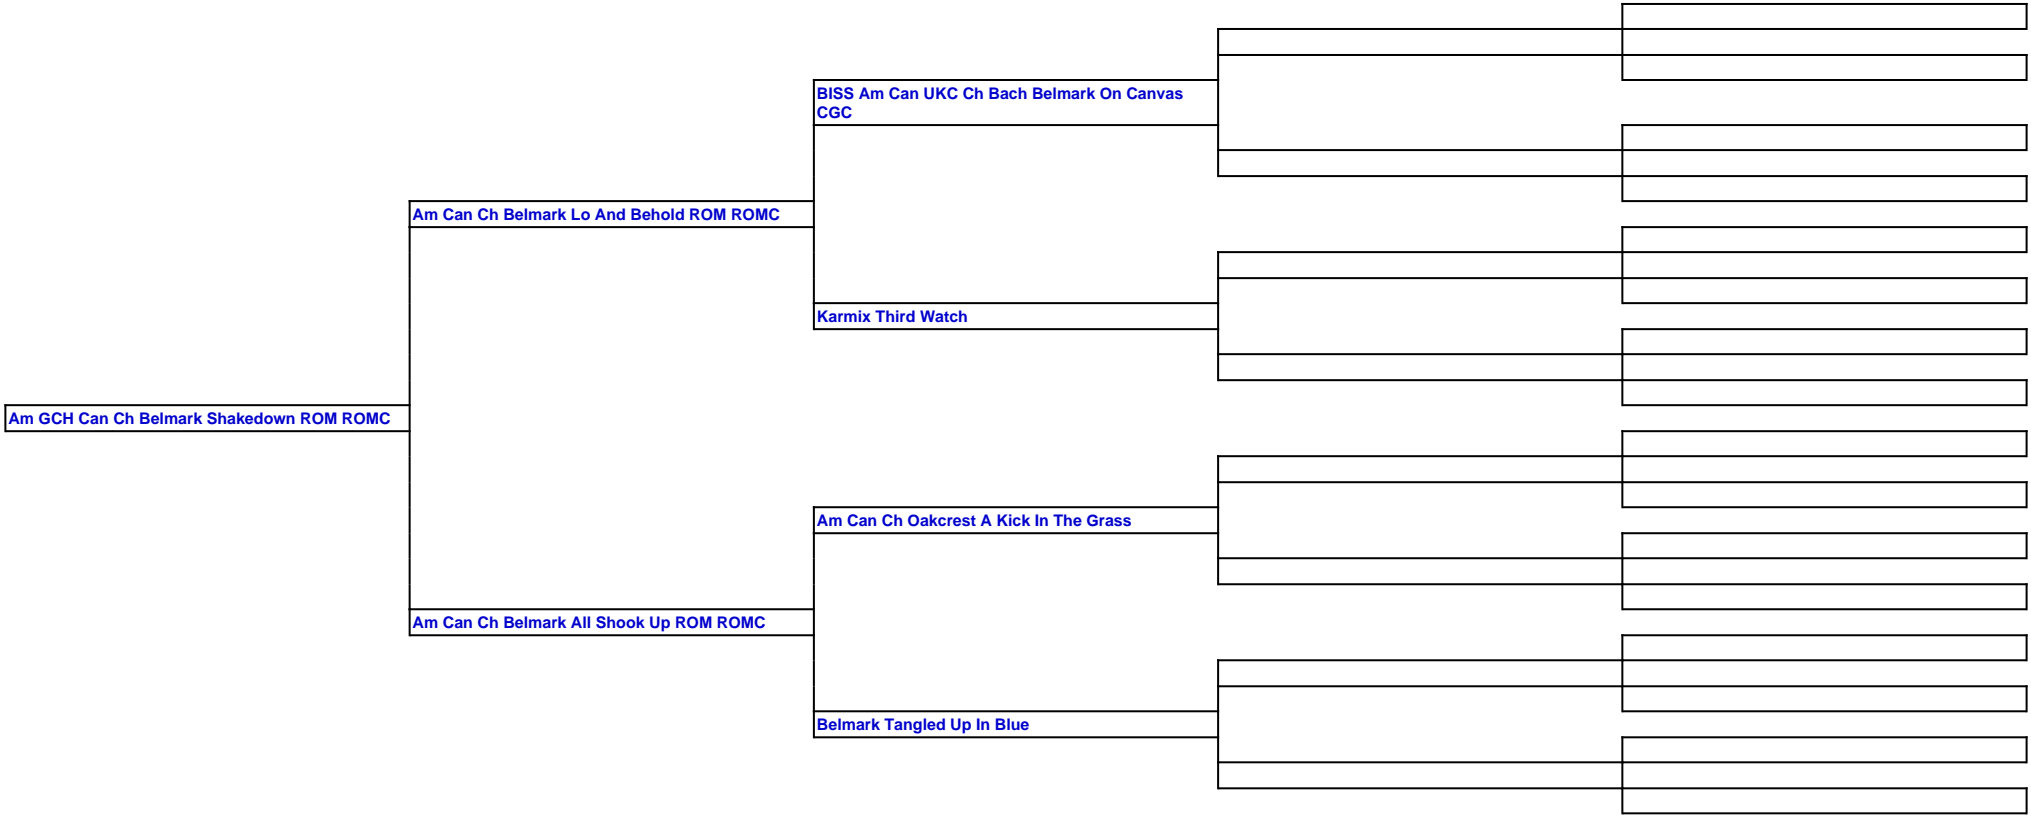 BISS Am Can UKC Ch Bach Belmark On Canvas
CGC
Am Can Ch Belmark Lo And Behold ROM ROMC
Karmix Third Watch
Am GCH Can Ch Belmark Shakedown ROM ROMC
Am Can Ch Oakcrest A Kick In The Grass
Am Can Ch Belmark All Shook Up ROM ROMC
Belmark Tangled Up In Blue